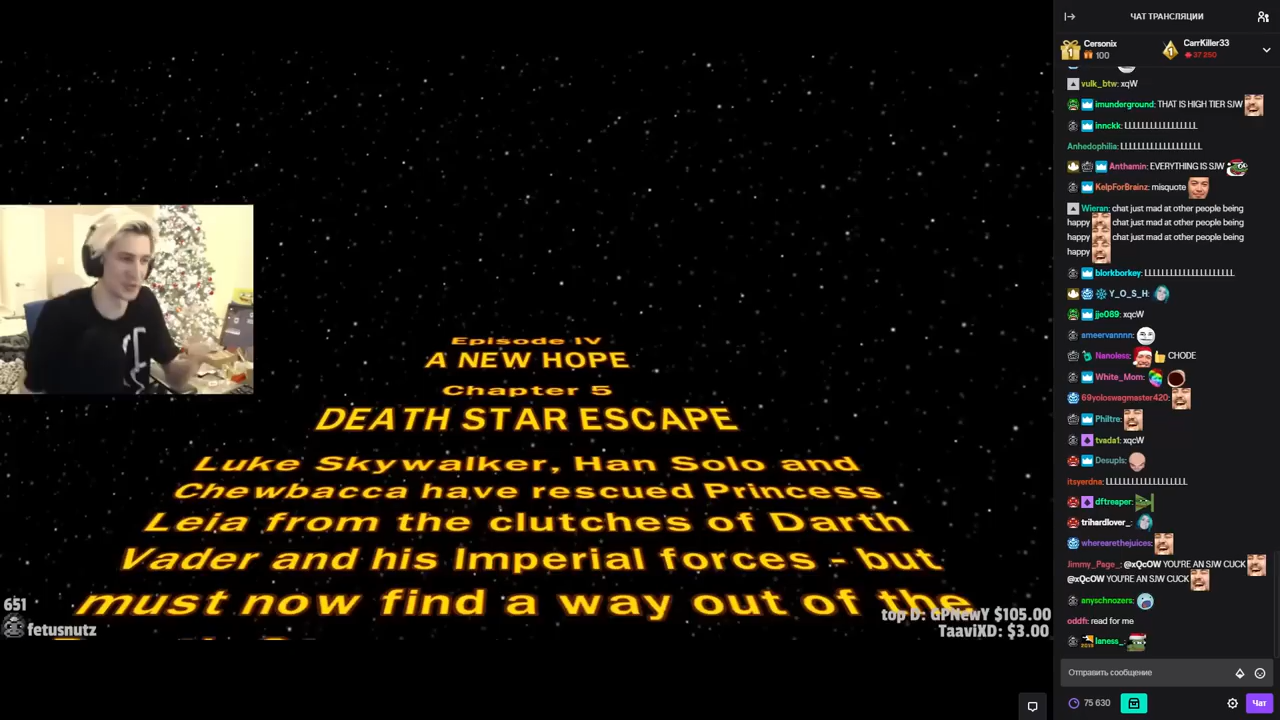 Episode IV
A NEW HOPE
Chapter 5
DEATH STAR ESCAPE
Luke Skywalker, Han Solo and
Chewbacca have rescued Princess
Leia from the clutches of Darth
Vader and his Imperial forces - but
must now find a way out of the
651
fetusnutz
top D: GPNewY $105.00
TaaviXD: $3.00
ЧАТ ТРАНСЛЯЦИИ
Cersonix
100
CarrKiller33
37 250
vulk_btw: xqW
imunderground: THAT IS HIGH TIER SJW
innckk: LLLLLLLLLLLLLLLLL
Anhedophilia: LLLLLLLLLLLLLLLLLLL
Anthamin: EVERYTHING IS SJW
KelpForBrainz: misquote
Wieran: chat just mad at other people being
happy chat just mad at other people being
happy chat just mad at other people being
happy
blorkborkey: LLLLLLLLLLLLLLLLLLLLL
Y_O_S_H:
jje089: xqcW
ameervannnn:
Nanoless: CHODE
White_Mom:
69yoloswagmaster420:
Philtre:
tvada1: xqcW
Desupls:
itsyerdna: LLLLLLLLLLLLLLLLLLL
dftreaper:
trihardlover_:
wherearethejuices:
Jimmy_Page_: @xQcOW YOU'RE AN SJW CUCK
@xQcOW YOU'RE AN SJW CUCK
anyschnozers:
oddfi: read for me
laness_:
Отправить сообщение
75 630
Чат